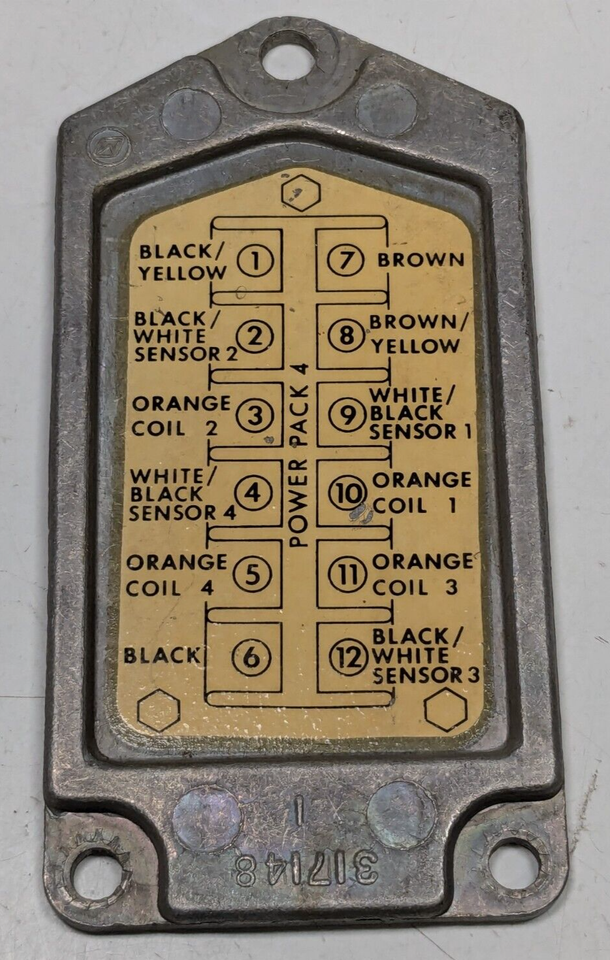 BLACK/
YELLOW
1
BLACK/
WHITE
SENSOR 2
2
ORANGE
COIL 2
3
WHITE/
BLACK
SENSOR 4
4
ORANGE
COIL 4
5
BLACK
6
POWER PACK 4
7
BROWN
8
BROWN/
YELLOW
9
WHITE/
BLACK
SENSOR 1
10
ORANGE
COIL 1
11
ORANGE
COIL 3
12
BLACK/
WHITE
SENSOR 3
1
317148